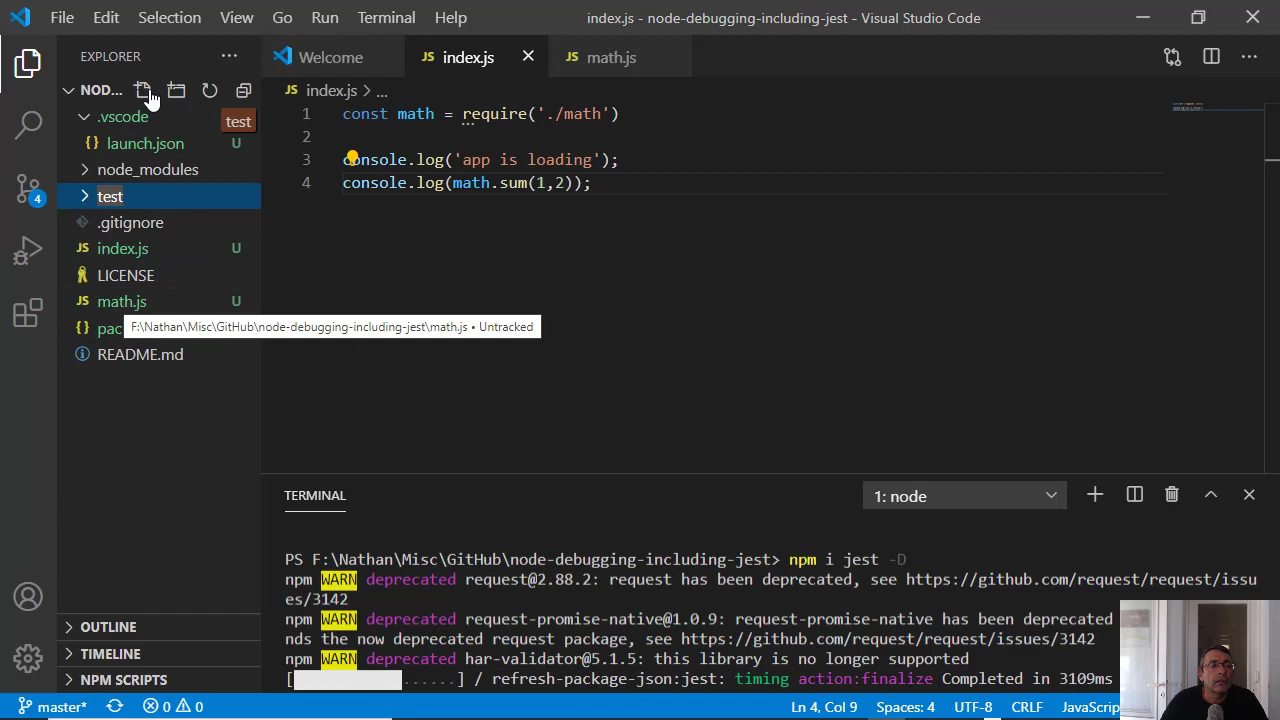 File Edit Selection View Go Run Terminal Help index.js - node-debugging-including-jest - Visual Studio Code
EXPLORER
Welcome
JS index.js
JS math.js
NOD...
JS index.js > ...
.vscode
test
{} launch.json U
node_modules
test
.gitignore
JS index.js U
LICENSE
JS math.js U
F:\Nathan\Misc\GitHub\node-debugging-including-jest\math.js • Untracked
{} pac
README.md
4
1 const math = require('./math')
2
3 console.log('app is loading');
4 console.log(math.sum(1,2));
TERMINAL
1: node
PS F:\Nathan\Misc\GitHub\node-debugging-including-jest> npm i jest -D
npm WARN deprecated request@2.88.2: request has been deprecated, see https://github.com/request/request/issu
es/3142
npm WARN deprecated request-promise-native@1.0.9: request-promise-native has been deprecated
nds the now deprecated request package, see https://github.com/request/request/issues/3142
npm WARN deprecated har-validator@5.1.5: this library is no longer supported
[ ......] / refresh-package-json:jest: timing action:finalize Completed in 3109ms
OUTLINE
TIMELINE
NPM SCRIPTS
master* 0 0 Ln 4, Col 9 Spaces: 4 UTF-8 CRLF JavaScrip